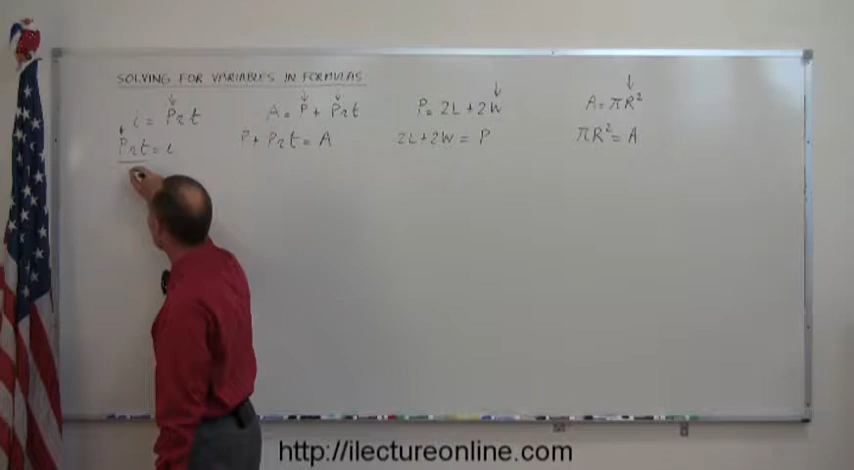 SOLVING FOR VARIABLES IN FORMULAS
i = Prt
A = P + Prt
P = 2L + 2W
A = πR²
Prt = i
P + Prt = A
2L + 2W = P
πR² = A
http://ilectureonline.com